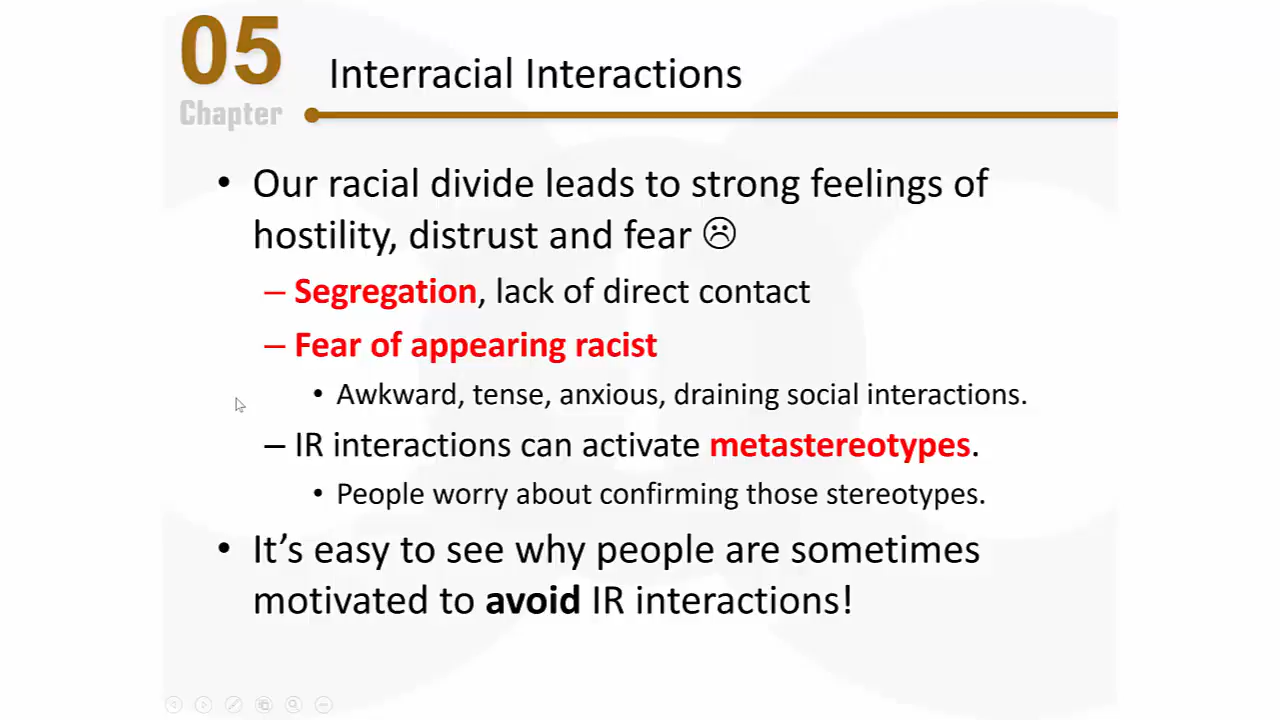 05
Chapter
Interracial Interactions
• Our racial divide leads to strong feelings of
hostility, distrust and fear ☹
– Segregation, lack of direct contact
– Fear of appearing racist
• Awkward, tense, anxious, draining social interactions.
– IR interactions can activate metastereotypes.
• People worry about confirming those stereotypes.
• It’s easy to see why people are sometimes
motivated to avoid IR interactions!